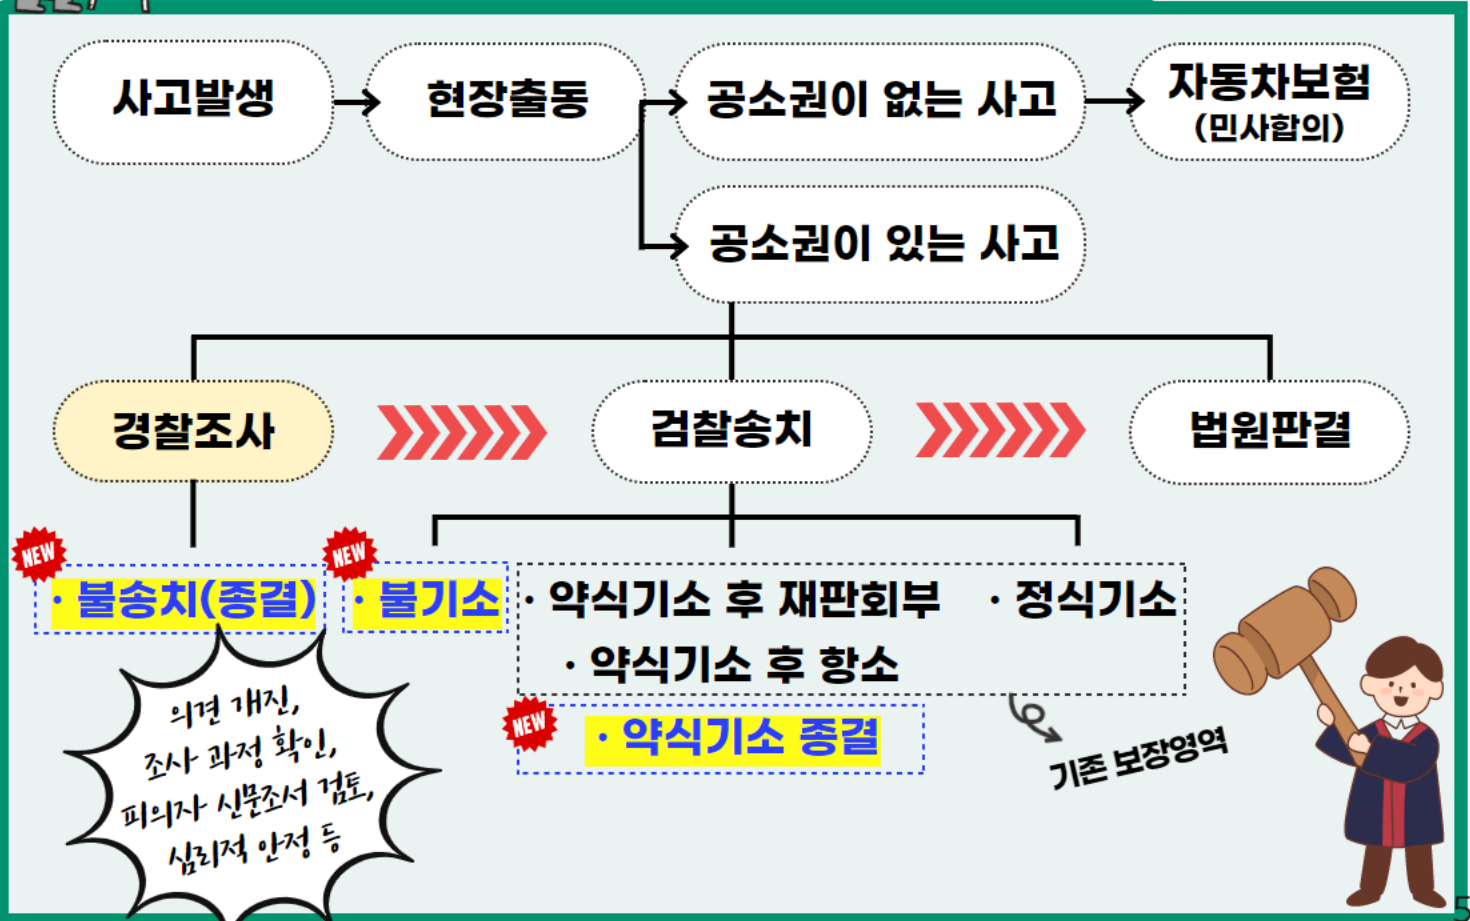 사고발생
현장출동
공소권이 없는 사고
자동차보험
(민사합의)
공소권이 있는 사고
경찰조사
검찰송치
법원판결
NEW
· 불송치(종결)
NEW
· 불기소
· 약식기소 후 재판회부
· 정식기소
· 약식기소 후 항소
NEW
· 약식기소 종결
기존 보장영역
의견 개진,
조사 과정 확인,
피의자 신문조서 검토,
심리적 안정 등
5